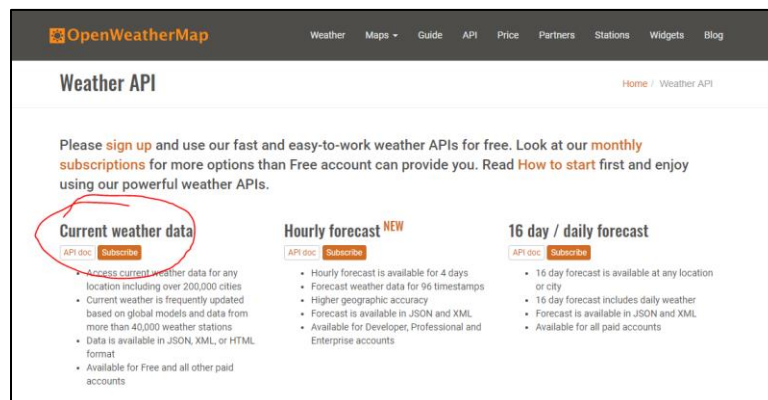 OpenWeatherMap
Weather Maps Guide API Price Partners Stations Widgets Blog
Weather API
Home / Weather API
Please sign up and use our fast and easy-to-work weather APIs for free. Look at our monthly
subscriptions for more options than Free account can provide you. Read How to start first and enjoy
using our powerful weather APIs.
Current weather data
API doc Subscribe
• Access current weather data for any
location including over 200,000 cities
• Current weather is frequently updated
based on global models and data from
more than 40,000 weather stations
• Data is available in JSON, XML, or HTML
format
• Available for Free and all other paid
accounts
Hourly forecast NEW
API doc Subscribe
• Hourly forecast is available for 4 days
• Forecast weather data for 96 timestamps
• Higher geographic accuracy
• Forecast is available in JSON and XML
• Available for Developer, Professional and
Enterprise accounts
16 day / daily forecast
API doc Subscribe
• 16 day forecast is available at any location
or city
• 16 day forecast includes daily weather
• Forecast is available in JSON and XML
• Available for all paid accounts